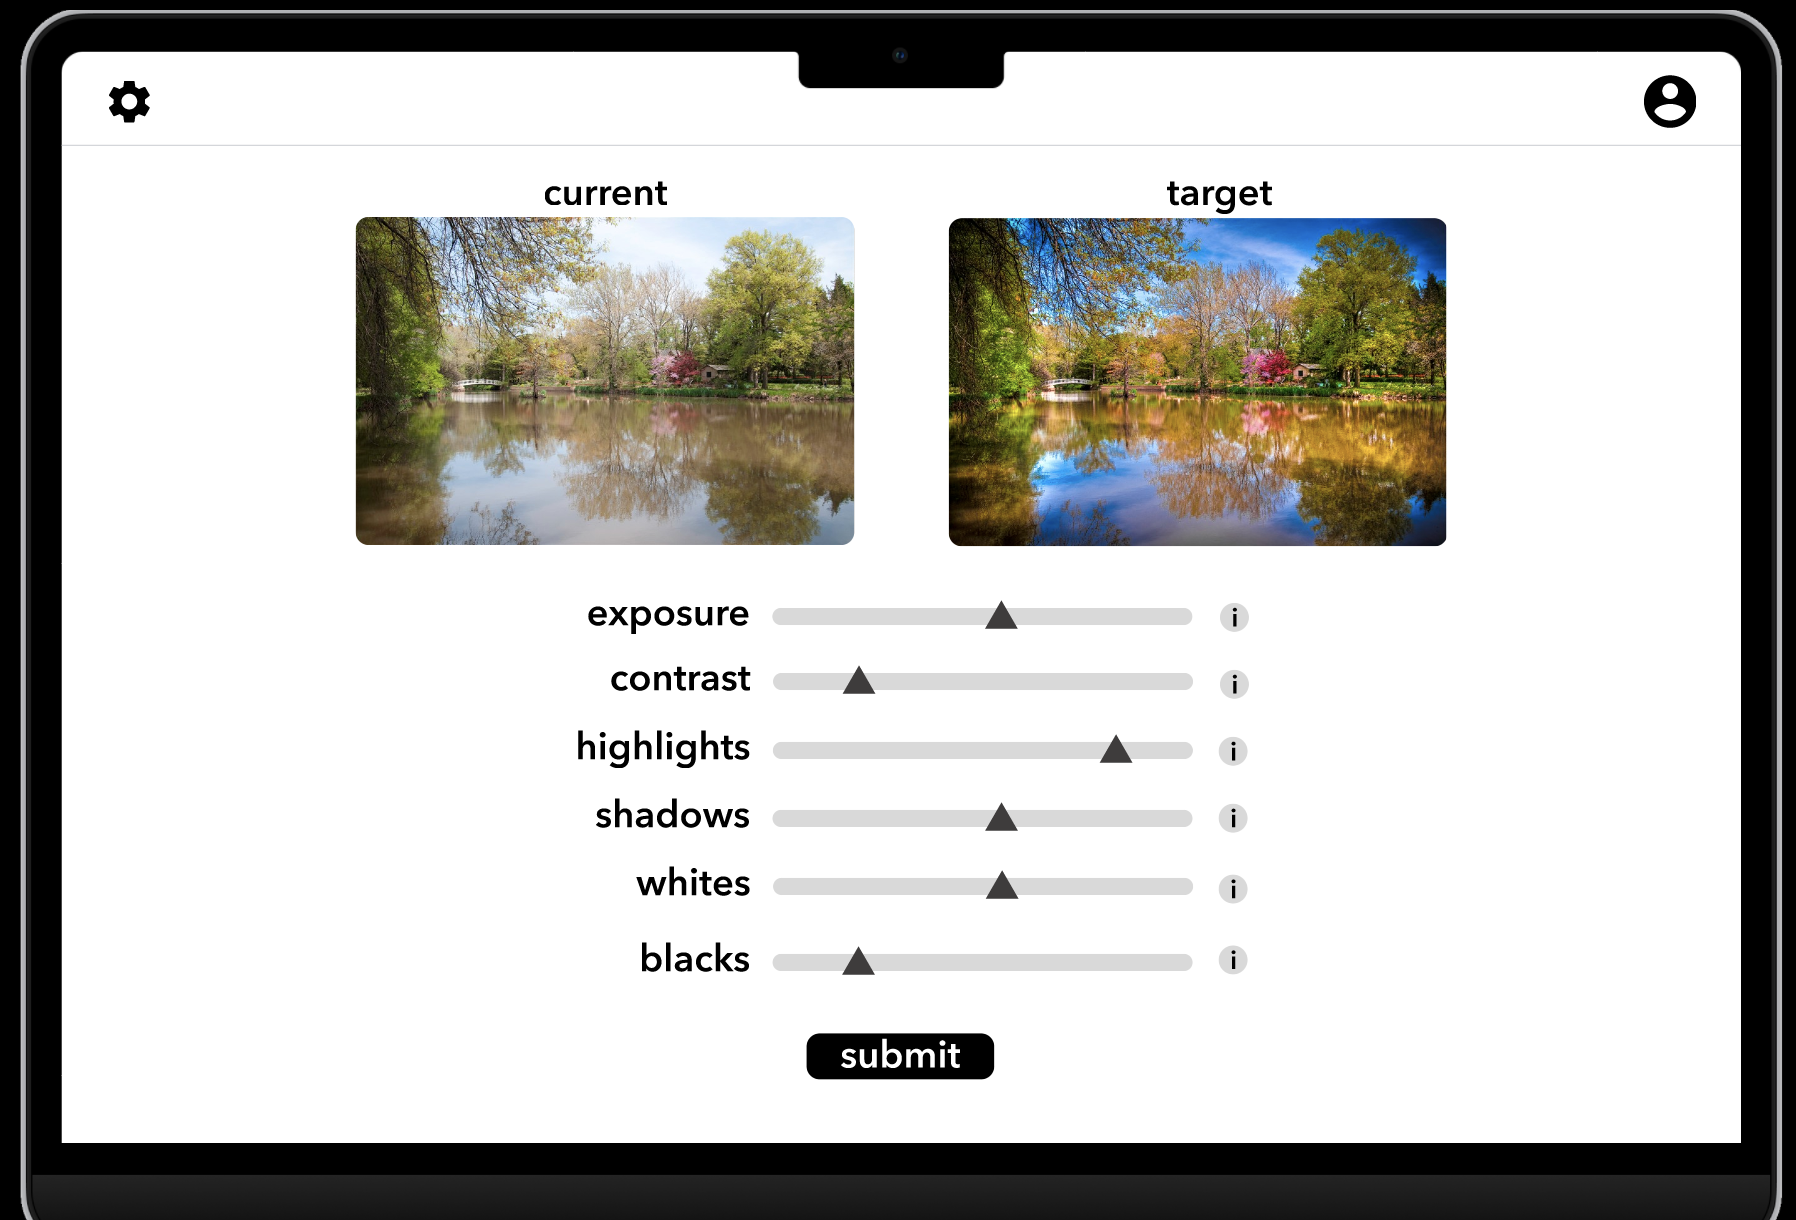 current
target
exposure
i
contrast
i
highlights
i
shadows
i
whites
i
blacks
i
submit